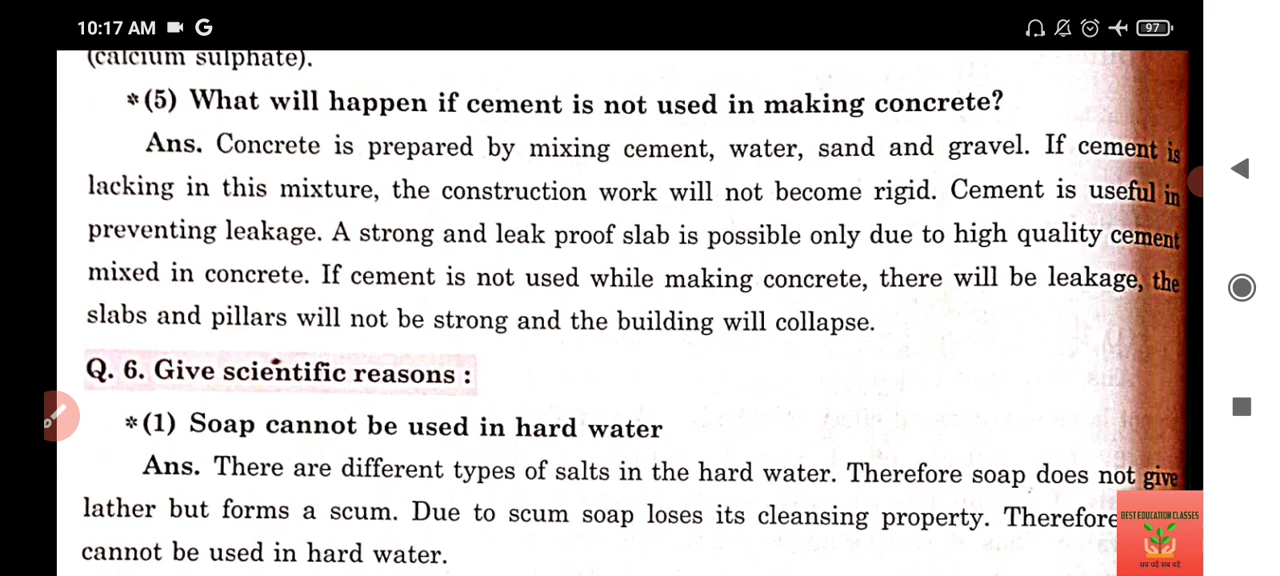 10:17 AM G 97
(calcium sulphate).
*(5) What will happen if cement is not used in making concrete?
Ans. Concrete is prepared by mixing cement, water, sand and gravel. If cement is
lacking in this mixture, the construction work will not become rigid. Cement is useful in
preventing leakage. A strong and leak proof slab is possible only due to high quality cement
mixed in concrete. If cement is not used while making concrete, there will be leakage, the
slabs and pillars will not be strong and the building will collapse.
Q. 6. Give scientific reasons :
*(1) Soap cannot be used in hard water
Ans. There are different types of salts in the hard water. Therefore soap does not give
lather but forms a scum. Due to scum soap loses its cleansing property. Therefore
cannot be used in hard water.
BEST EDUCATION CLASSES
सब पढ़ें सब बढ़ें